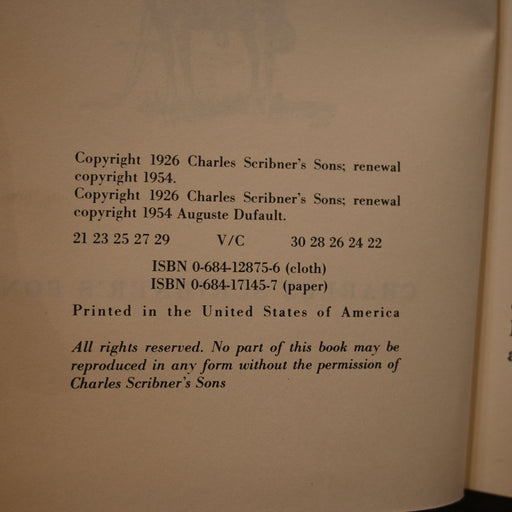 Copyright 1926 Charles Scribner's Sons; renewal
copyright 1954.
Copyright 1926 Charles Scribner's Sons; renewal
copyright 1954 Auguste Dufault.
21 23 25 27 29 V/C 30 28 26 24 22
ISBN 0-684-12875-6 (cloth)
ISBN 0-684-17145-7 (paper)
Printed in the United States of America
All rights reserved. No part of this book may be
reproduced in any form without the permission of
Charles Scribner's Sons